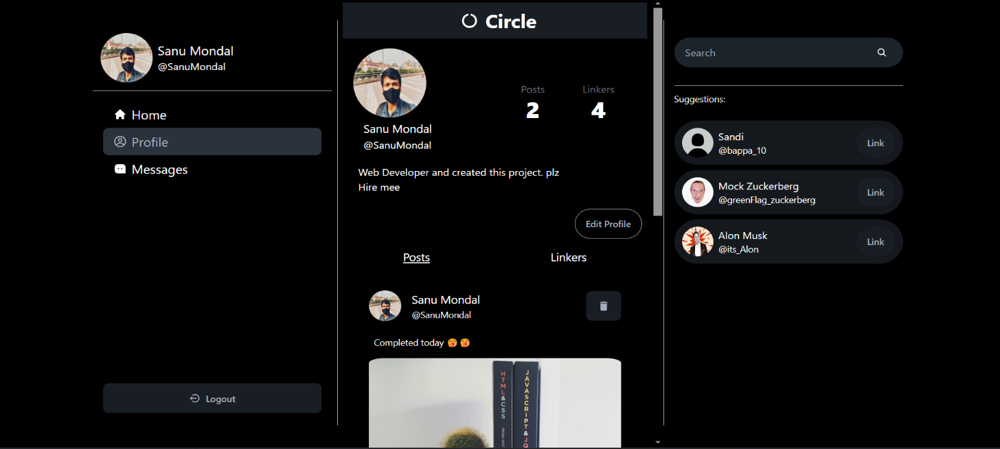 Sanu Mondal
@SanuMondal
Home
Profile
Messages
Logout
Circle
Posts
Linkers
2
4
Sanu Mondal
@SanuMondal
Web Developer and created this project. plz
Hire mee
Edit Profile
Posts
Linkers
Sanu Mondal
@SanuMondal
Completed today 🥳🥳
HTML&CSS
JAVASCRIPT&JQ
Search
Suggestions:
Sandi
@bappa_10
Link
Mock Zuckerberg
@greenFlag_zuckerberg
Link
Alon Musk
@its_Alon
Link